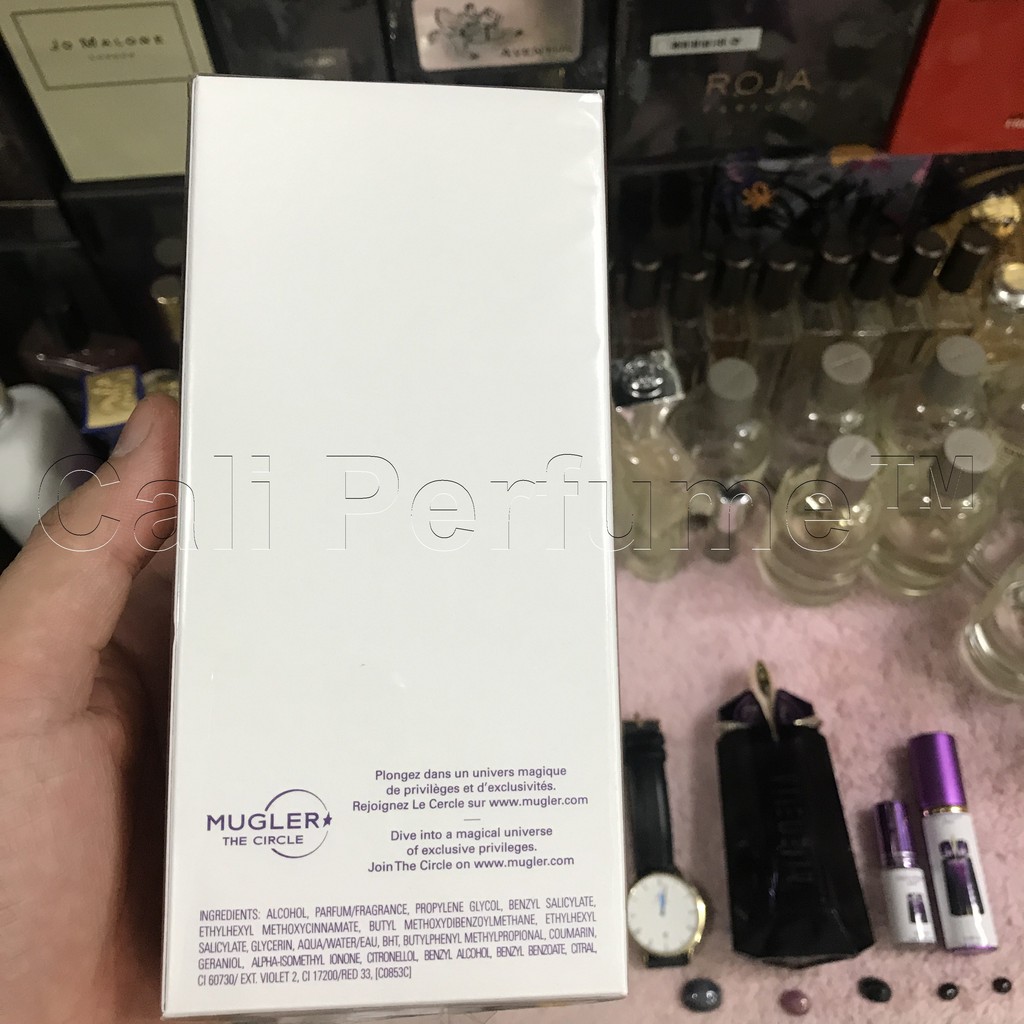 JO MALONE
LONDON
AVENTUS
ROJA
PARFUMS
Cali Perfume™
MUGLER
THE CIRCLE
Plongez dans un univers magique
de privilèges et d'exclusivités.
Rejoignez Le Cercle sur www.mugler.com
Dive into a magical universe
of exclusive privileges.
Join The Circle on www.mugler.com
INGREDIENTS: ALCOHOL, PARFUM/FRAGRANCE, PROPYLENE GLYCOL, BENZYL SALICYLATE,
ETHYLHEXYL METHOXYCINNAMATE, BUTYL METHOXYDIBENZOYLMETHANE, ETHYLHEXYL
SALICYLATE, GLYCERIN, AQUA/WATER/EAU, BHT, BUTYLPHENYL METHYLPROPIONAL, COUMARIN,
GERANIOL, ALPHA-ISOMETHYL IONONE, CITRONELLOL, BENZYL ALCOHOL, BENZYL BENZOATE, CITRAL,
CI 60730/ EXT. VIOLET 2, CI 17200/RED 33, [C0853C]